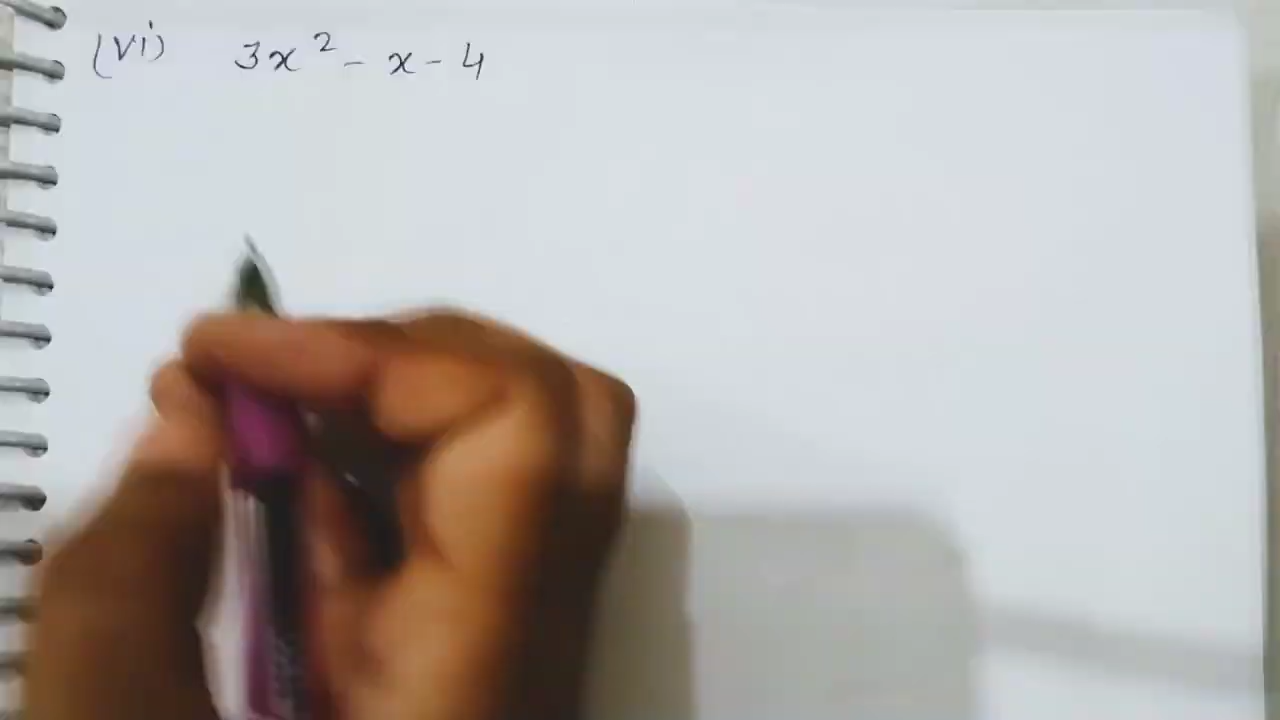 (vi) 3x² - x - 4